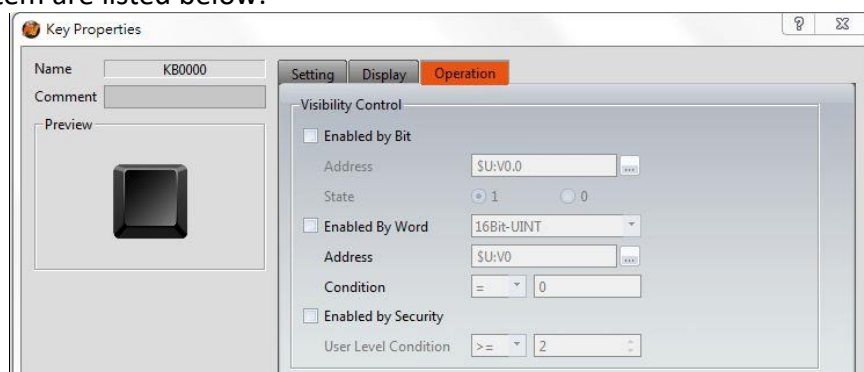 tem are listed below:
Key Properties
Name KB0000
Comment
Preview
Setting Display Operation
Visibility Control
Enabled by Bit
Address $U:V0.0 ...
State 1 0
Enabled By Word 16Bit-UINT
Address $U:V0 ...
Condition = 0
Enabled by Security
User Level Condition >= 2